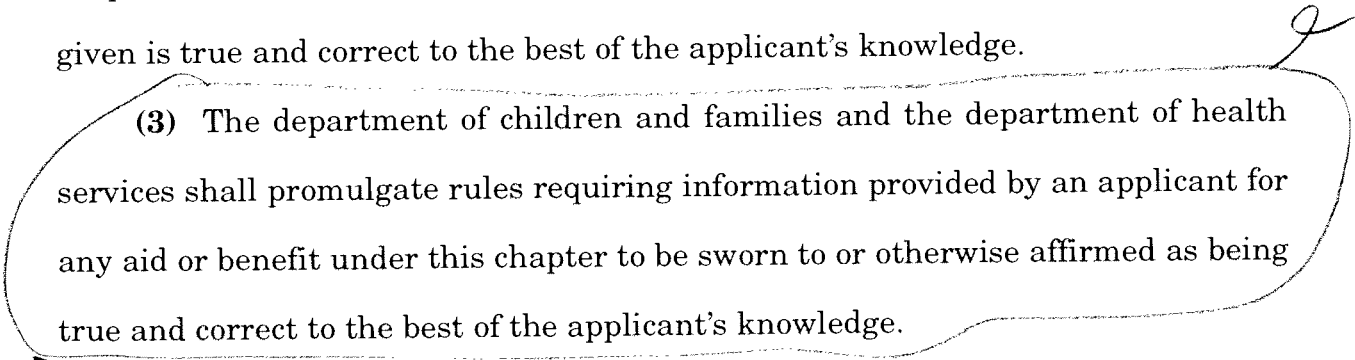 given is true and correct to the best of the applicant's knowledge.
(3) The department of children and families and the department of health
services shall promulgate rules requiring information provided by an applicant for
any aid or benefit under this chapter to be sworn to or otherwise affirmed as being
true and correct to the best of the applicant's knowledge.